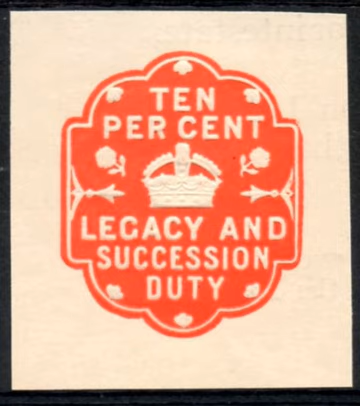 TEN
PER CENT
LEGACY AND
SUCCESSION
DUTY